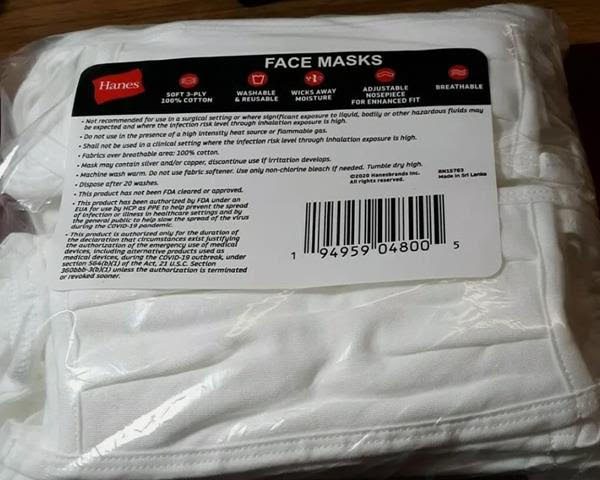 FACE MASKS
Hanes
SOFT 3-PLY
100% COTTON
WASHABLE
& REUSABLE
WICKS AWAY
MOISTURE
ADJUSTABLE
NOSEPIECE
FOR ENHANCED FIT
BREATHABLE
• Not recommended for use in a surgical setting or where significant exposure to liquid, bodily or other hazardous fluids may
be expected and where the infection risk level through inhalation exposure is high.
• Do not use in the presence of a high intensity heat source or flammable gas.
• Shall not be used in a clinical setting where the infection risk level through inhalation exposure is high.
• Fabrics over breathable area: 100% cotton.
• Mask may contain silver and/or copper, discontinue use if irritation develops.
• Machine wash warm. Do not use fabric softener. Use only non-chlorine bleach if needed. Tumble dry high.
• Dispose after 20 washes.
• This product has not been FDA cleared or approved.
• This product has been authorized by FDA under an
EUA for use by HCP as PPE to help prevent the spread
of infection or illness in healthcare settings and by
the general public to help slow the spread of the virus
during the COVID-19 pandemic.
• This product is authorized only for the duration of
the declaration that circumstances exist justifying
the authorization of the emergency use of medical
devices, including alternative products used as
medical devices, during the COVID-19 outbreak, under
section 564(b)(1) of the Act, 21 U.S.C. Section
360bbb-3(b)(1) unless the authorization is terminated
or revoked sooner.
©2020 Hanesbrands Inc.
All rights reserved.
RN15763
Made in Sri Lanka
1 94959 04800 5